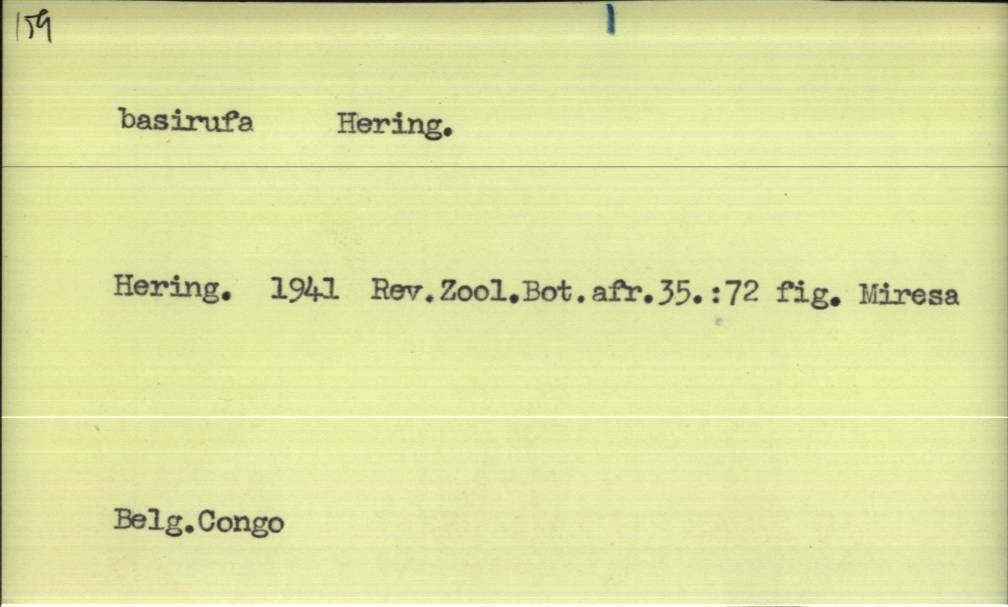 159
basirufa Hering.
Hering. 1941 Rev.Zool.Bot.afr.35.:72 fig. Miresa
Belg.Congo